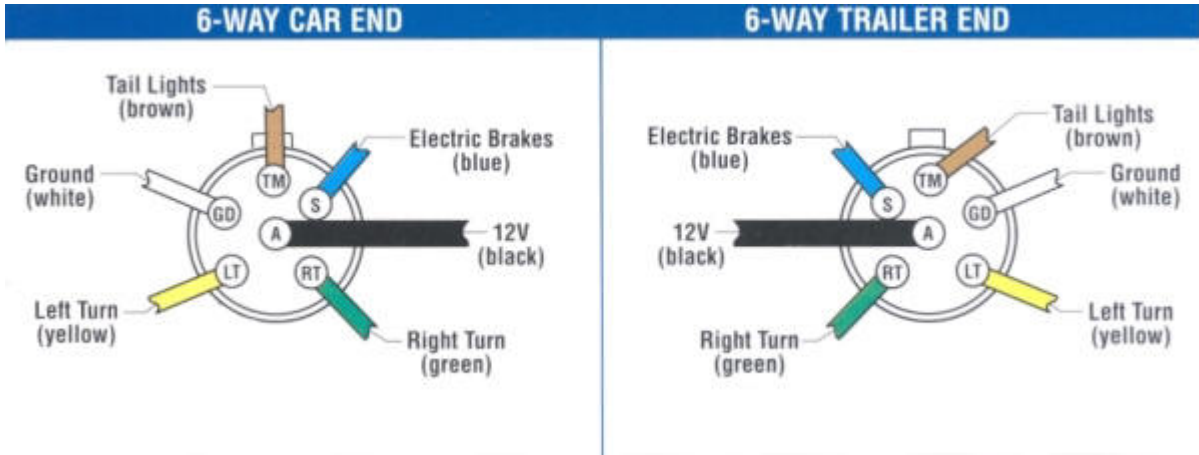 6-WAY CAR END
Tail Lights
(brown)
Electric Brakes
(blue)
Ground
(white)
TM
S
GD
A
12V
(black)
LT
RT
Left Turn
(yellow)
Right Turn
(green)
6-WAY TRAILER END
Electric Brakes
(blue)
Tail Lights
(brown)
Ground
(white)
TM
S
GD
12V
(black)
A
RT
LT
Right Turn
(green)
Left Turn
(yellow)